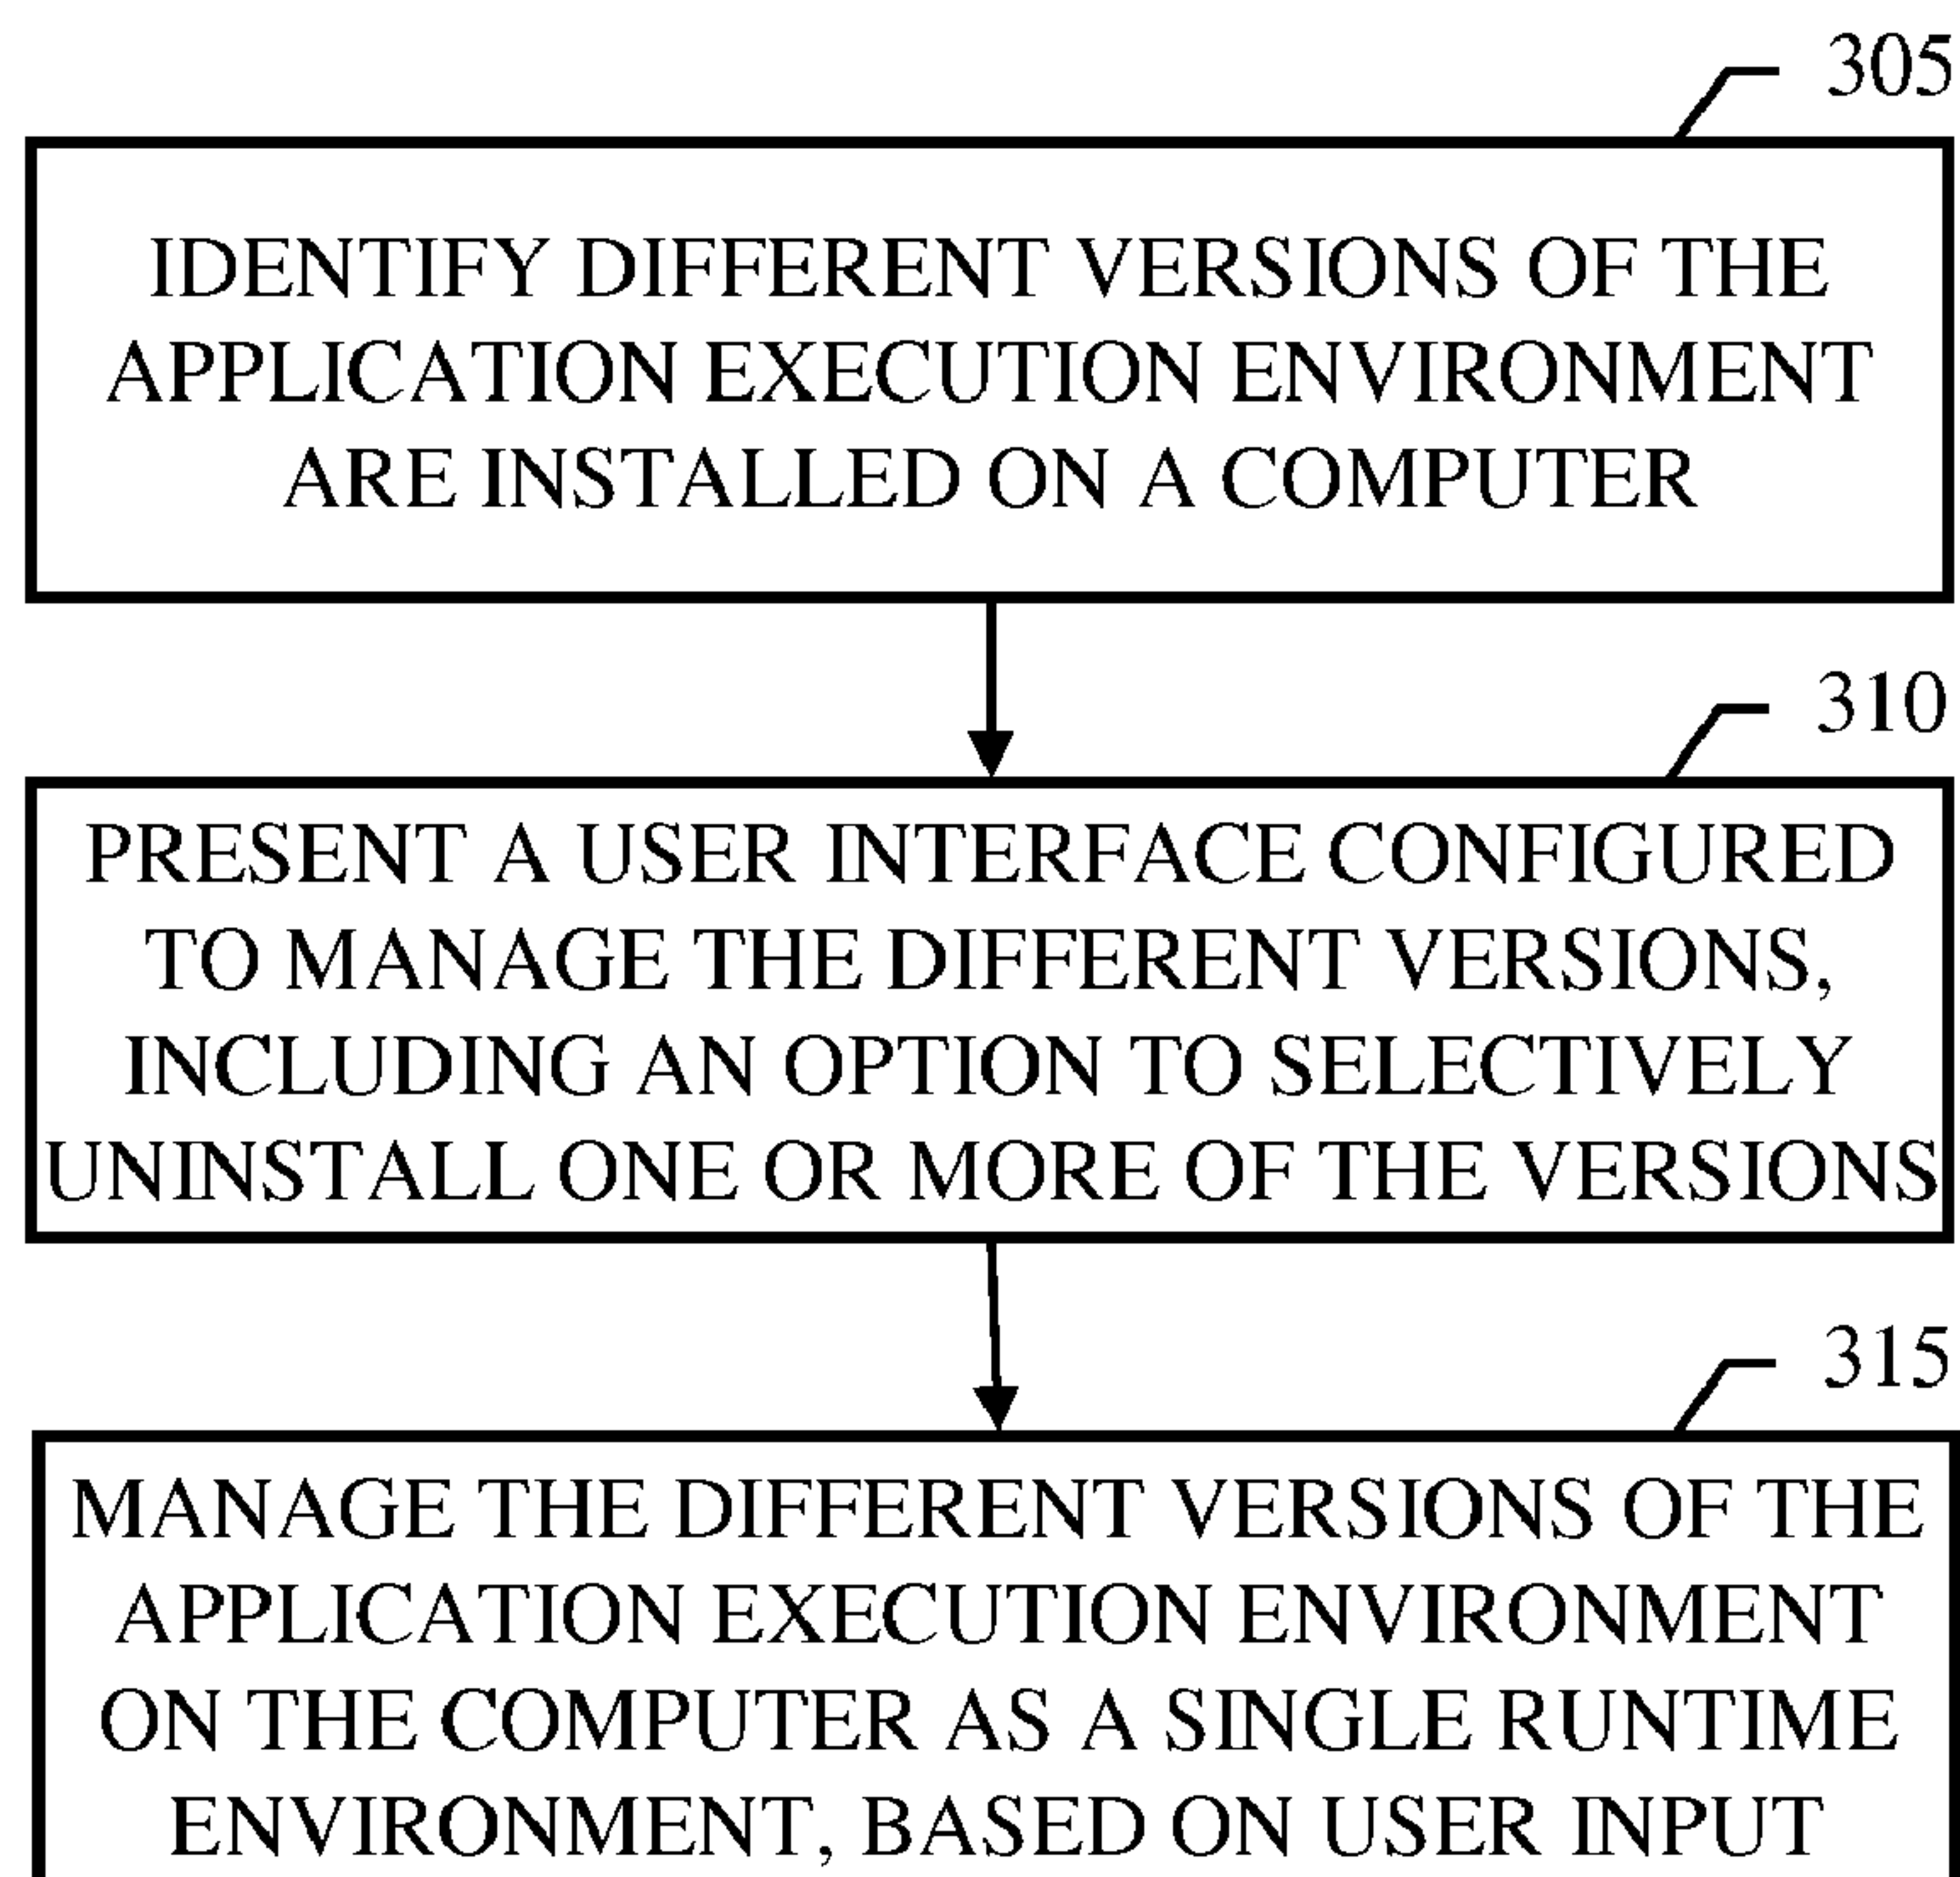 305
IDENTIFY DIFFERENT VERSIONS OF THE
APPLICATION EXECUTION ENVIRONMENT
ARE INSTALLED ON A COMPUTER
310
PRESENT A USER INTERFACE CONFIGURED
TO MANAGE THE DIFFERENT VERSIONS,
INCLUDING AN OPTION TO SELECTIVELY
UNINSTALL ONE OR MORE OF THE VERSIONS
315
MANAGE THE DIFFERENT VERSIONS OF THE
APPLICATION EXECUTION ENVIRONMENT
ON THE COMPUTER AS A SINGLE RUNTIME
ENVIRONMENT, BASED ON USER INPUT